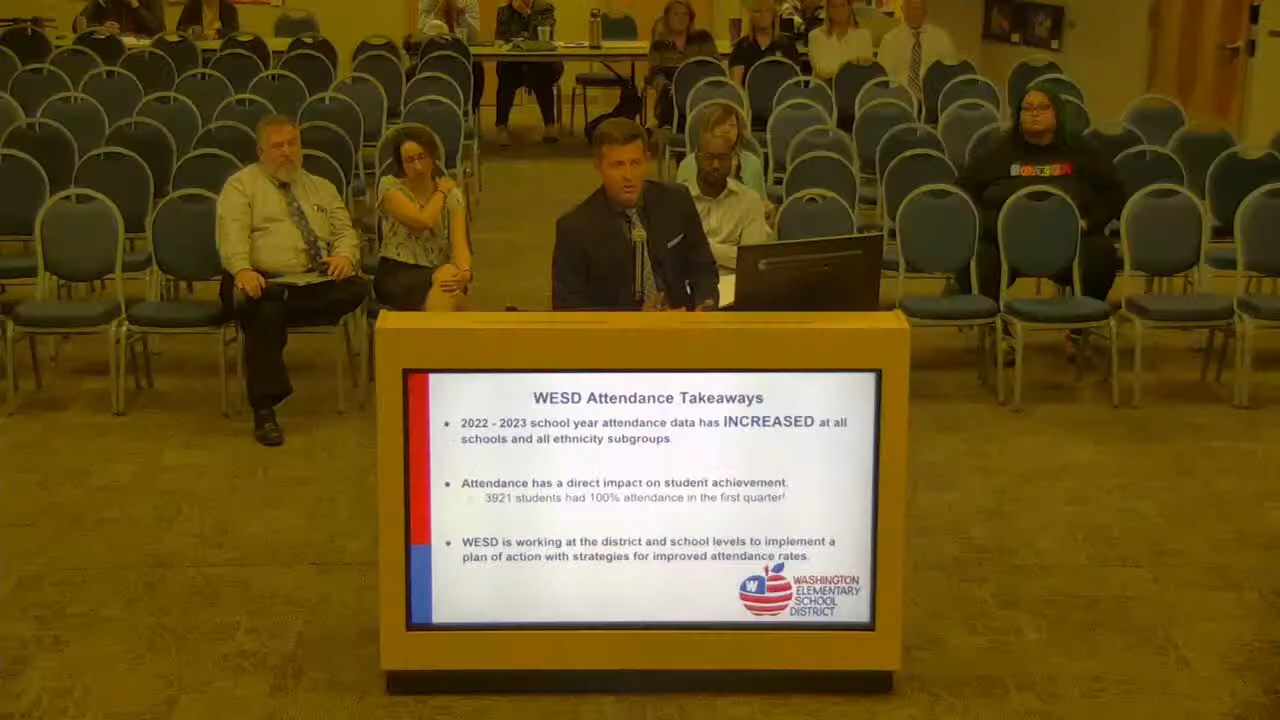 WESD Attendance Takeaways
• 2022 - 2023 school year attendance data has INCREASED at all
schools and all ethnicity subgroups.
• Attendance has a direct impact on student achievement.
3921 students had 100% attendance in the first quarter!
• WESD is working at the district and school levels to implement a
plan of action with strategies for improved attendance rates.
W
WASHINGTON
ELEMENTARY
SCHOOL
DISTRICT